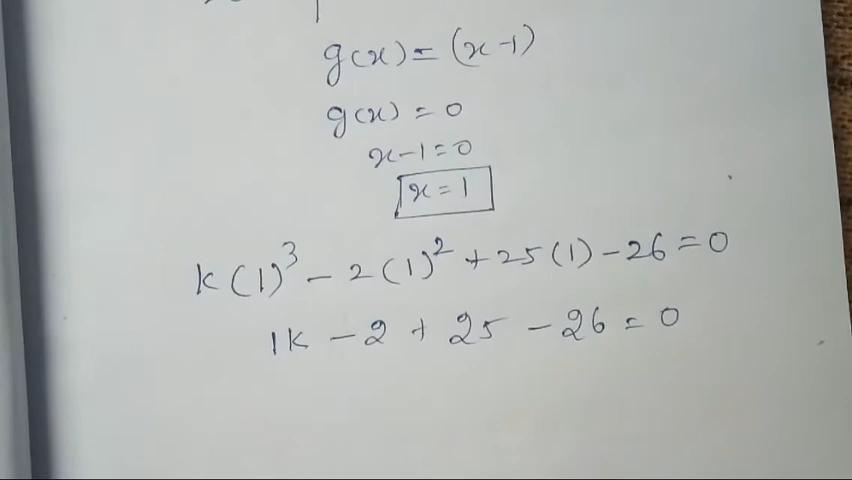 g(x) = (x-1)
g(x) = 0
x-1=0
x = 1
k(1)³ - 2(1)² + 25(1) - 26 = 0
1k - 2 + 25 - 26 = 0